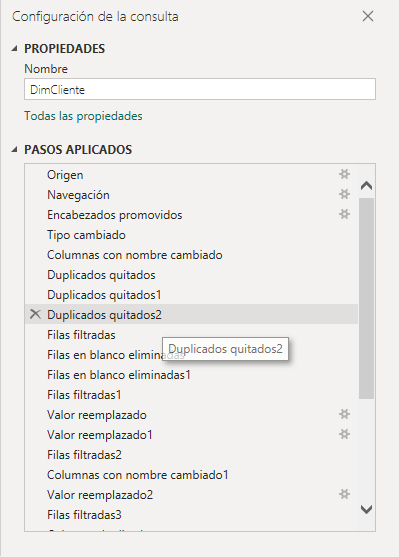 Configuración de la consulta
PROPIEDADES
Nombre
DimCliente
Todas las propiedades
PASOS APLICADOS
Origen
Navegación
Encabezados promovidos
Tipo cambiado
Columnas con nombre cambiado
Duplicados quitados
Duplicados quitados1
Duplicados quitados2
Filas filtradas
Duplicados quitados2
Filas en blanco eliminadas
Filas en blanco eliminadas1
Filas filtradas1
Valor reemplazado
Valor reemplazado1
Filas filtradas2
Columnas con nombre cambiado1
Valor reemplazado2
Filas filtradas3